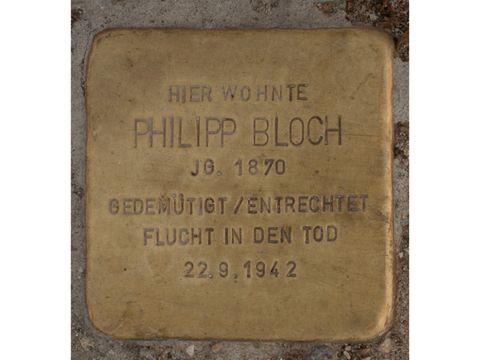 HIER WOHNTE
PHILIPP BLOCH
JG. 1870
GEDEMÜTIGT/ENTRECHTET
FLUCHT IN DEN TOD
22.9.1942